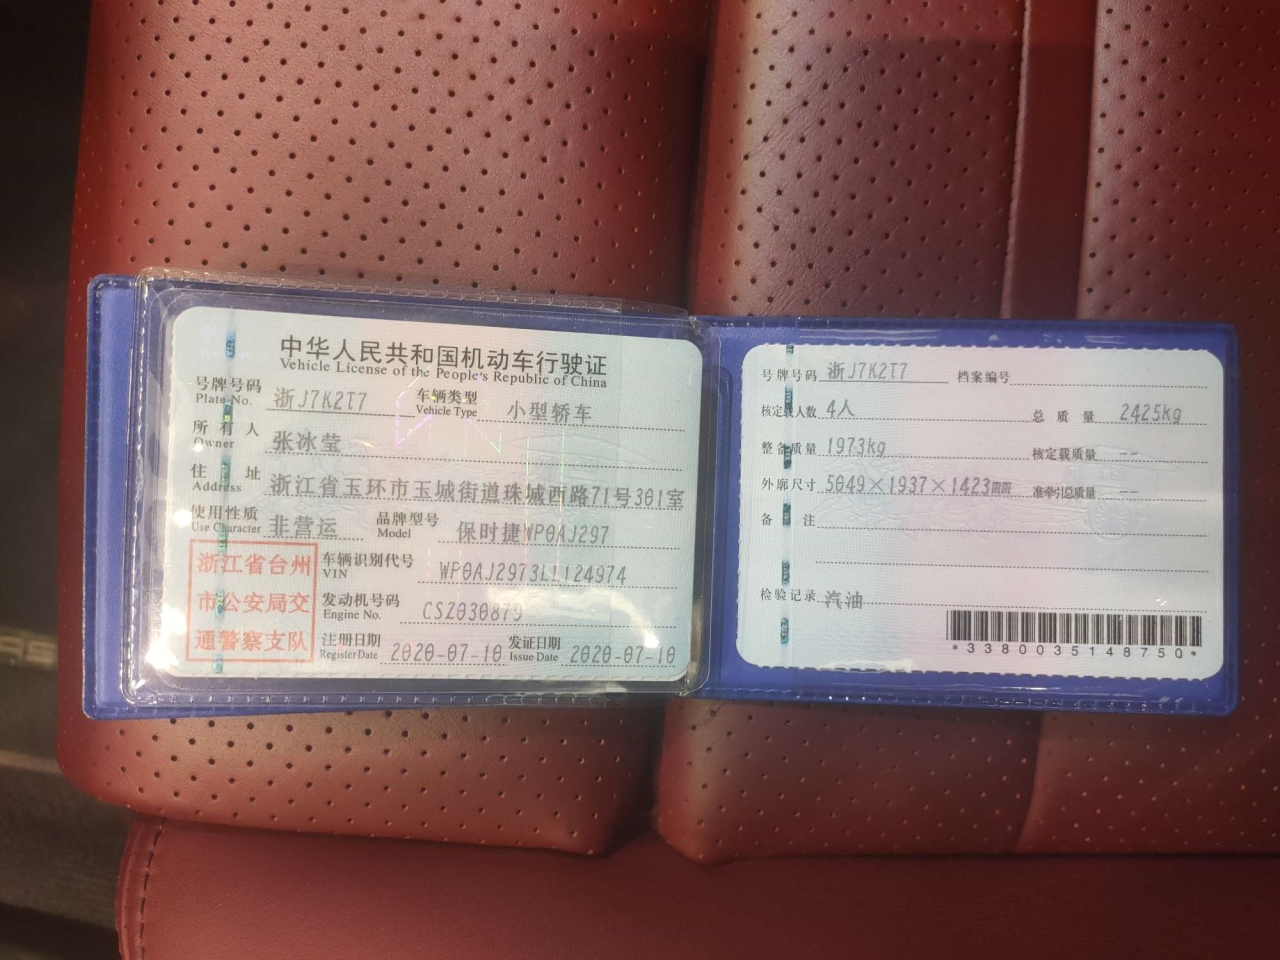 中华人民共和国机动车行驶证
Vehicle License of the People's Republic of China
号牌号码 浙J7K2T7 车辆类型 小型轿车
Plate No. Vehicle Type
所有人 张冰莹
Owner
住址 浙江省玉环市玉城街道珠城西路71号301室
Address
使用性质 非营运 品牌型号 保时捷WP0AJ297
Use Character Model
浙江省台州
市公安局交
通警察支队
车辆识别代号 WP0AJ2973LL124974
VIN
发动机号码 CSZ030879
Engine No.
注册日期 2020-07-10 发证日期 2020-07-10
Register Date Issue Date
号牌号码 浙J7K2T7 档案编号
核定载人数 4人 总质量 2425kg
整备质量 1973kg 核定载质量 --
外廓尺寸 5049×1937×1423mm 准牵引总质量 --
备注
检验记录 汽油
*3380035148750*